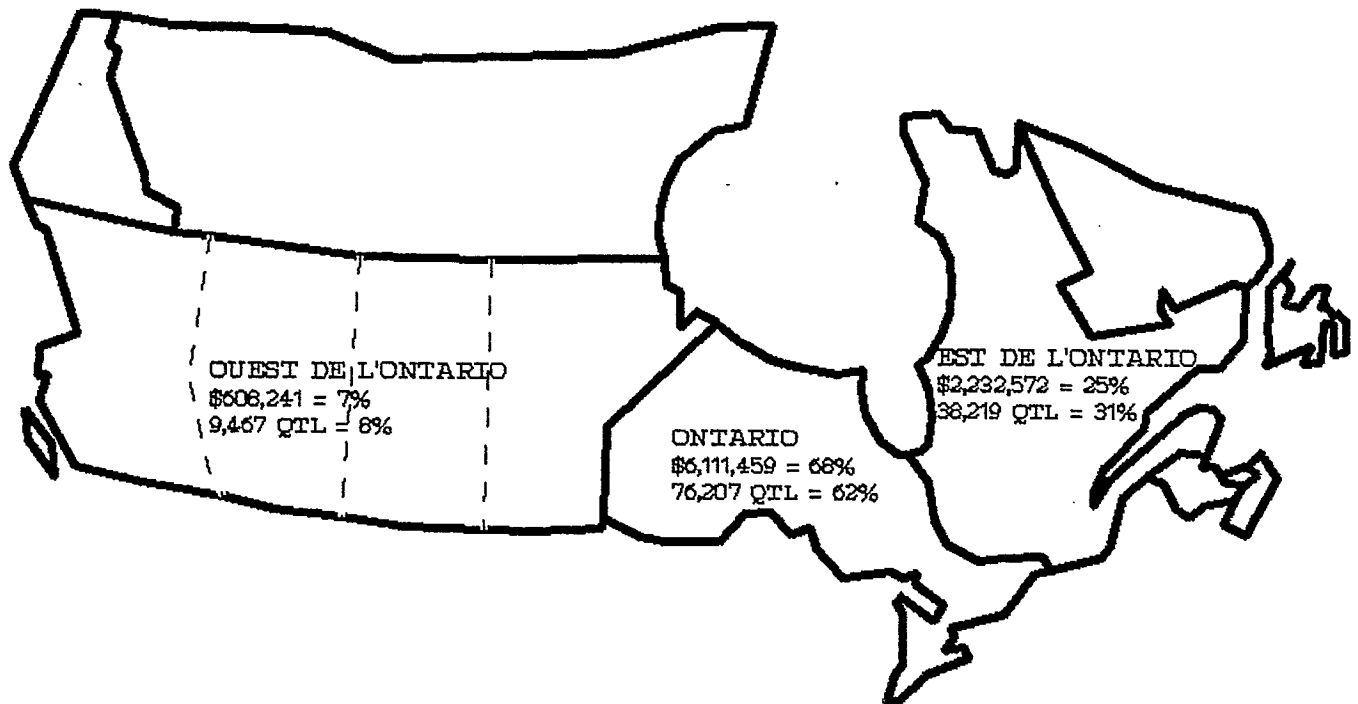 OUEST DE L'ONTARIO
$608,241 = 7%
9,467 QTL = 8%
EST DE L'ONTARIO
$2,232,572 = 25%
38,219 QTL = 31%
ONTARIO
$6,111,459 = 68%
76,207 QTL = 62%